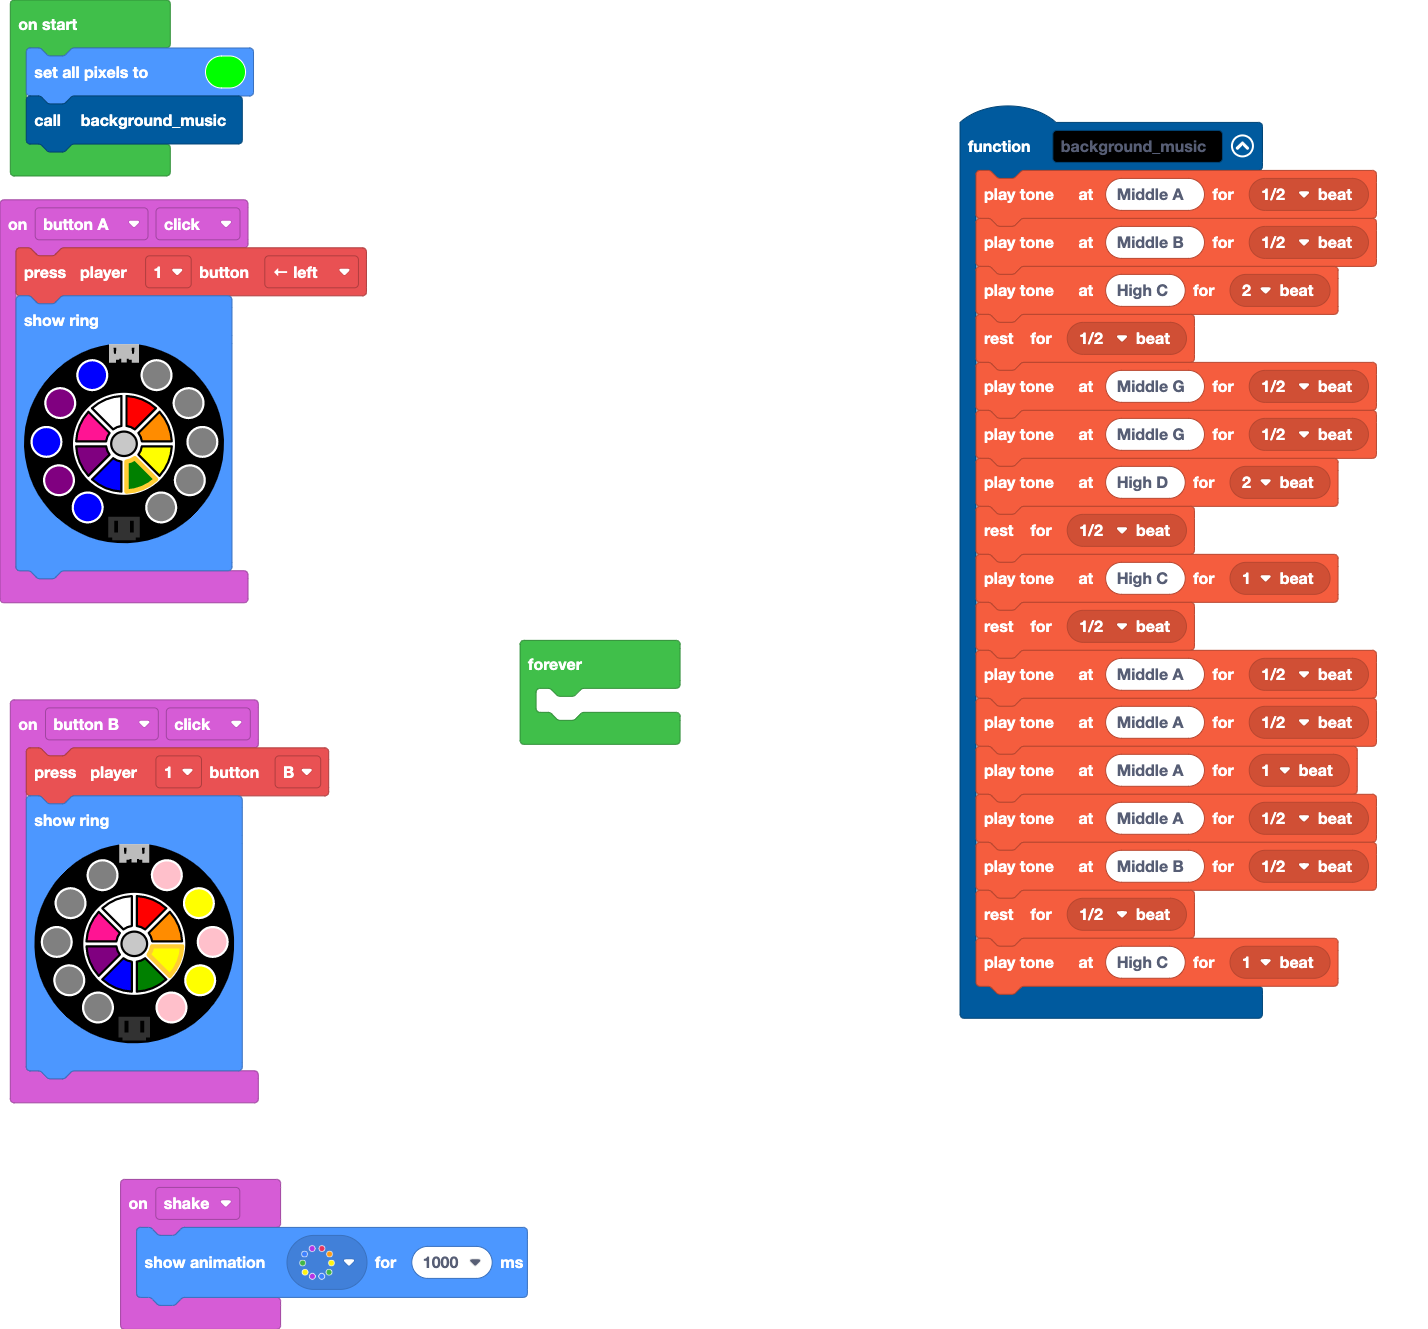 on start
set all pixels to
call background_music
on button A click
press player 1 button ← left
show ring
on button B click
press player 1 button B
show ring
on shake
show animation for 1000 ms
forever
function background_music
play tone at Middle A for 1/2 beat
play tone at Middle B for 1/2 beat
play tone at High C for 2 beat
rest for 1/2 beat
play tone at Middle G for 1/2 beat
play tone at Middle G for 1/2 beat
play tone at High D for 2 beat
rest for 1/2 beat
play tone at High C for 1 beat
rest for 1/2 beat
play tone at Middle A for 1/2 beat
play tone at Middle A for 1/2 beat
play tone at Middle A for 1 beat
play tone at Middle A for 1/2 beat
play tone at Middle B for 1/2 beat
rest for 1/2 beat
play tone at High C for 1 beat